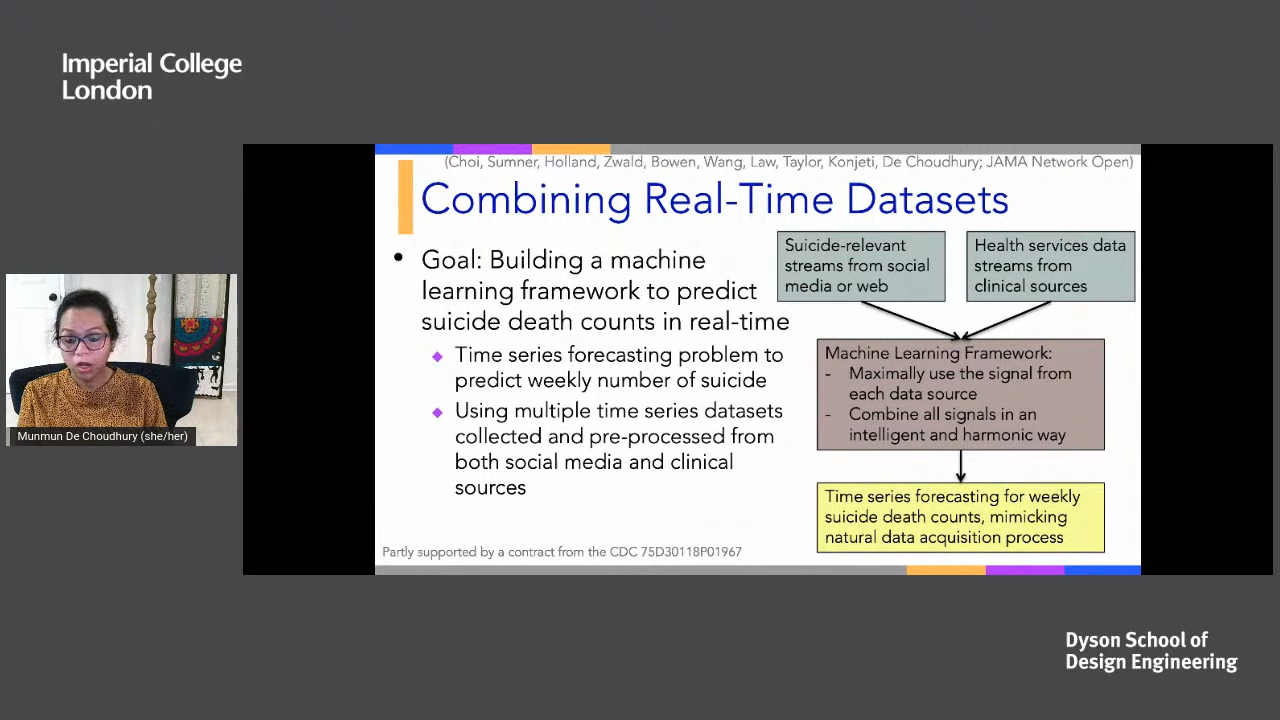 Imperial College
London
(Choi, Sumner, Holland, Zwald, Bowen, Wang, Law, Taylor, Konjeti, De Choudhury; JAMA Network Open)
Combining Real-Time Datasets
• Goal: Building a machine
learning framework to predict
suicide death counts in real-time
◆ Time series forecasting problem to
predict weekly number of suicide
◆ Using multiple time series datasets
collected and pre-processed from
both social media and clinical
sources
Suicide-relevant
streams from social
media or web
Health services data
streams from
clinical sources
Machine Learning Framework:
- Maximally use the signal from
each data source
- Combine all signals in an
intelligent and harmonic way
Time series forecasting for weekly
suicide death counts, mimicking
natural data acquisition process
Partly supported by a contract from the CDC 75D30118P01967
Munmun De Choudhury (she/her)
Dyson School of
Design Engineering